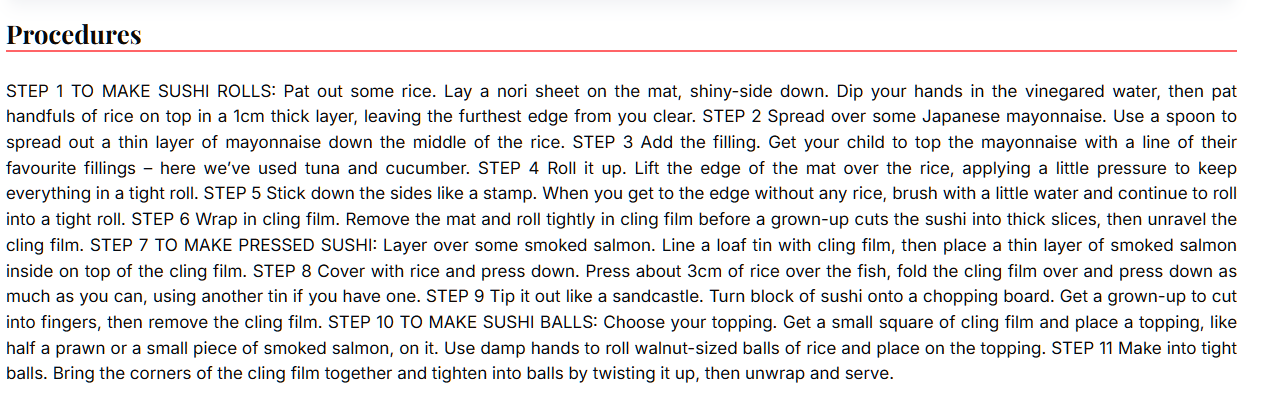 Procedures
STEP 1 TO MAKE SUSHI ROLLS: Pat out some rice. Lay a nori sheet on the mat, shiny-side down. Dip your hands in the vinegared water, then pat
handfuls of rice on top in a 1cm thick layer, leaving the furthest edge from you clear. STEP 2 Spread over some Japanese mayonnaise. Use a spoon to
spread out a thin layer of mayonnaise down the middle of the rice. STEP 3 Add the filling. Get your child to top the mayonnaise with a line of their
favourite fillings – here we’ve used tuna and cucumber. STEP 4 Roll it up. Lift the edge of the mat over the rice, applying a little pressure to keep
everything in a tight roll. STEP 5 Stick down the sides like a stamp. When you get to the edge without any rice, brush with a little water and continue to roll
into a tight roll. STEP 6 Wrap in cling film. Remove the mat and roll tightly in cling film before a grown-up cuts the sushi into thick slices, then unravel the
cling film. STEP 7 TO MAKE PRESSED SUSHI: Layer over some smoked salmon. Line a loaf tin with cling film, then place a thin layer of smoked salmon
inside on top of the cling film. STEP 8 Cover with rice and press down. Press about 3cm of rice over the fish, fold the cling film over and press down as
much as you can, using another tin if you have one. STEP 9 Tip it out like a sandcastle. Turn block of sushi onto a chopping board. Get a grown-up to cut
into fingers, then remove the cling film. STEP 10 TO MAKE SUSHI BALLS: Choose your topping. Get a small square of cling film and place a topping, like
half a prawn or a small piece of smoked salmon, on it. Use damp hands to roll walnut-sized balls of rice and place on the topping. STEP 11 Make into tight
balls. Bring the corners of the cling film together and tighten into balls by twisting it up, then unwrap and serve.